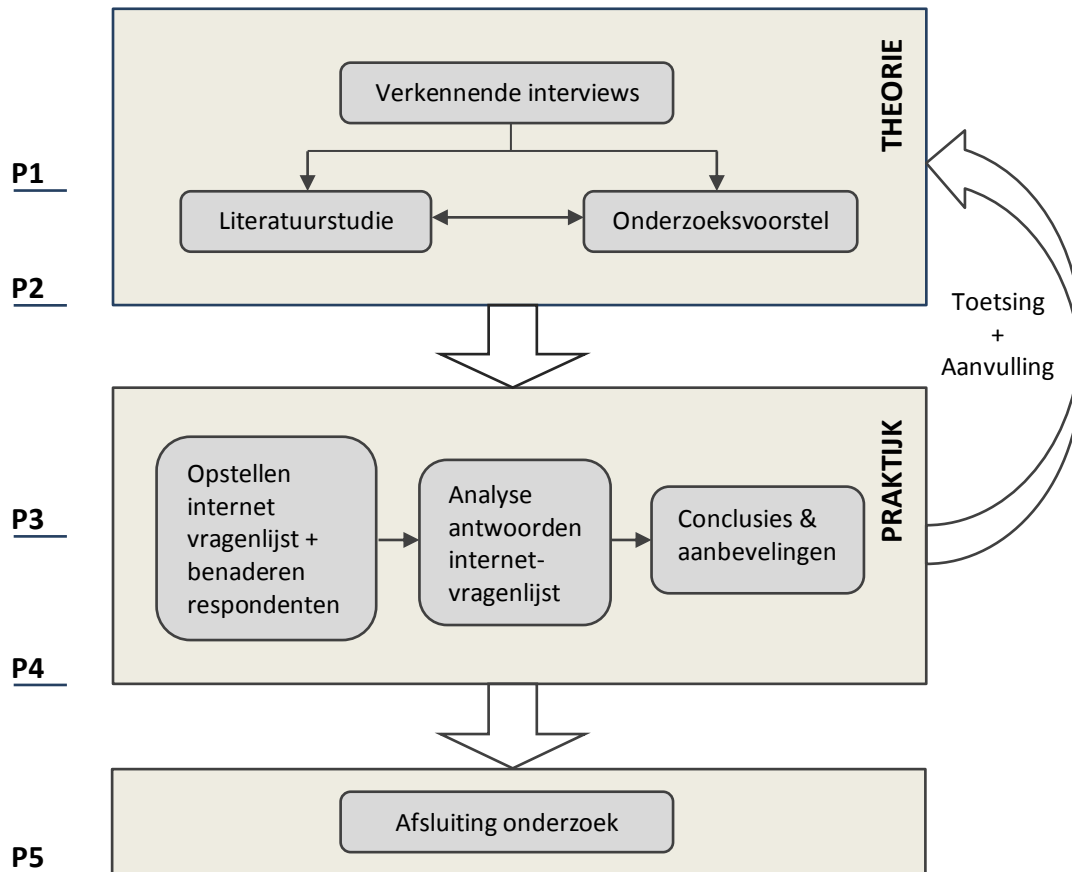 THEORIE
Verkennende interviews
P1
Literatuurstudie
Onderzoeksvoorstel
P2
Toetsing
+
Aanvulling
PRAKTIJK
P3
Opstellen
internet
vragenlijst +
benaderen
respondenten
Analyse
antwoorden
internet-
vragenlijst
Conclusies &
aanbevelingen
P4
Afsluiting onderzoek
P5